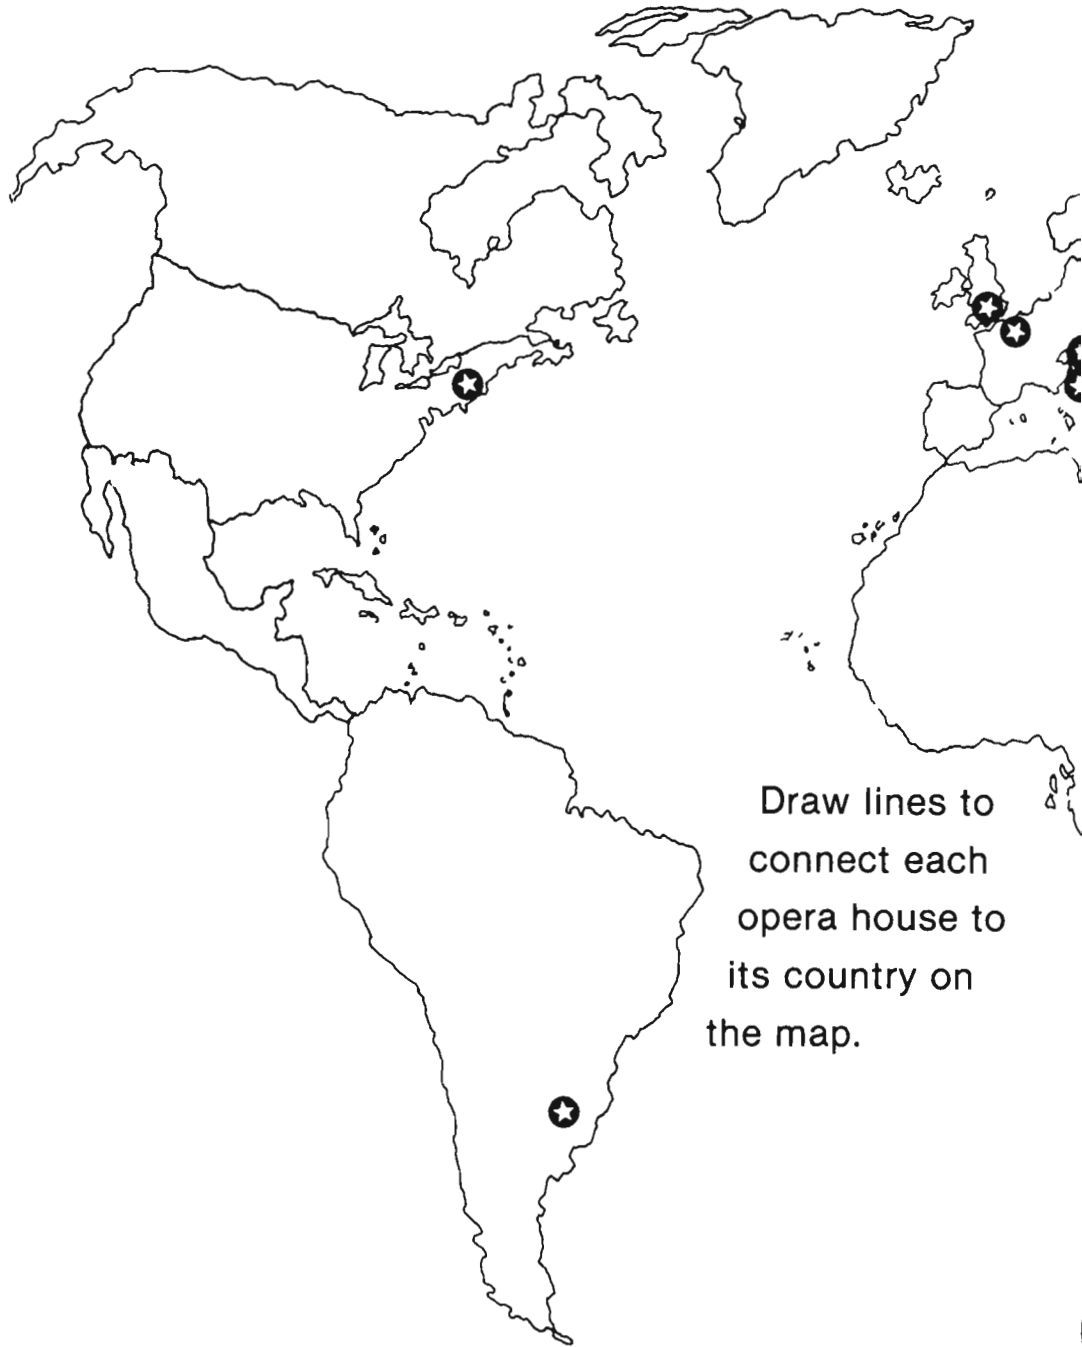 Draw lines to
connect each
opera house to
its country on
the map.